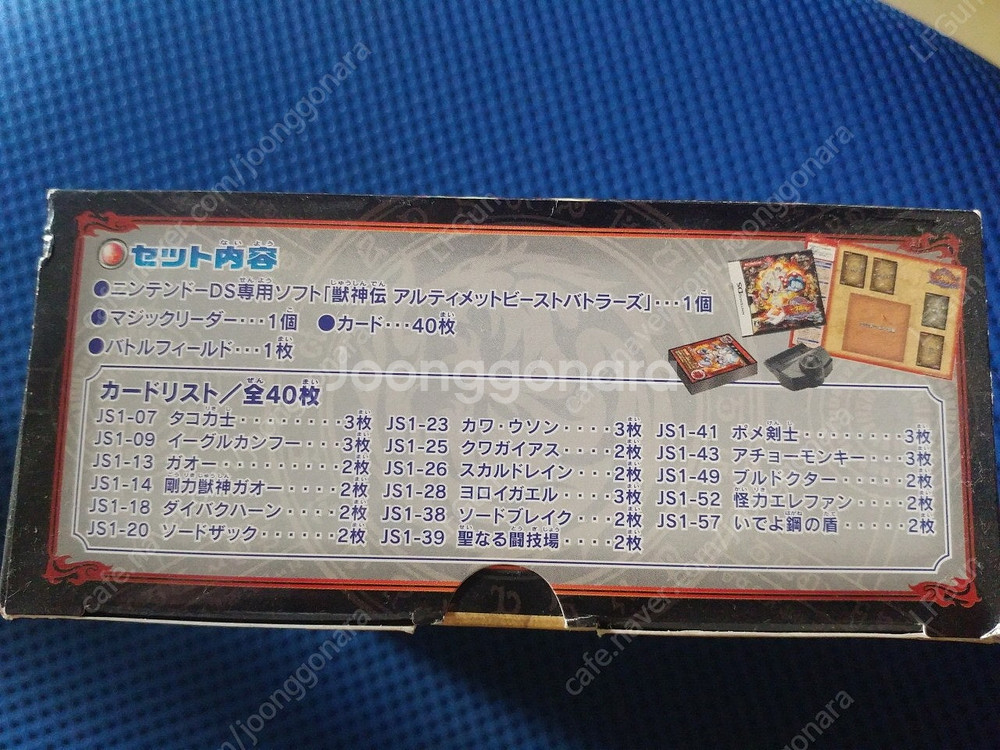 セット内容
●ニンテンドーDS専用ソフト「獣神伝 アルティメットビーストバトラーズ」・・・1個
●マジックリーダー・・・1個 ●カード・・・40枚
●バトルフィールド・・・1枚
カードリスト/全40枚
JS1-07 タコ力士・・・・・・・・3枚
JS1-09 イーグルカンフー・・・3枚
JS1-13 ガオー・・・・・・・・・2枚
JS1-14 剛力獣神ガオー・・・・2枚
JS1-18 ダイバクハーン・・・・2枚
JS1-20 ソードザック・・・・・・2枚
JS1-23 カワ・ウソン・・・・3枚
JS1-25 クワガイアス・・・・2枚
JS1-26 スカルドレイン・・・2枚
JS1-28 ヨロイガエル・・・・3枚
JS1-38 ソードブレイク・・・2枚
JS1-39 聖なる闘技場・・・・2枚
JS1-41 ポメ剣士・・・・・・・・3枚
JS1-43 アチョーモンキー・・・3枚
JS1-49 ブルドクター・・・・・2枚
JS1-52 怪力エレファン・・・・2枚
JS1-57 いでよ鋼の盾・・・・・2枚
Joonggonara
cafe.naver.com/joonggonara
LFGum